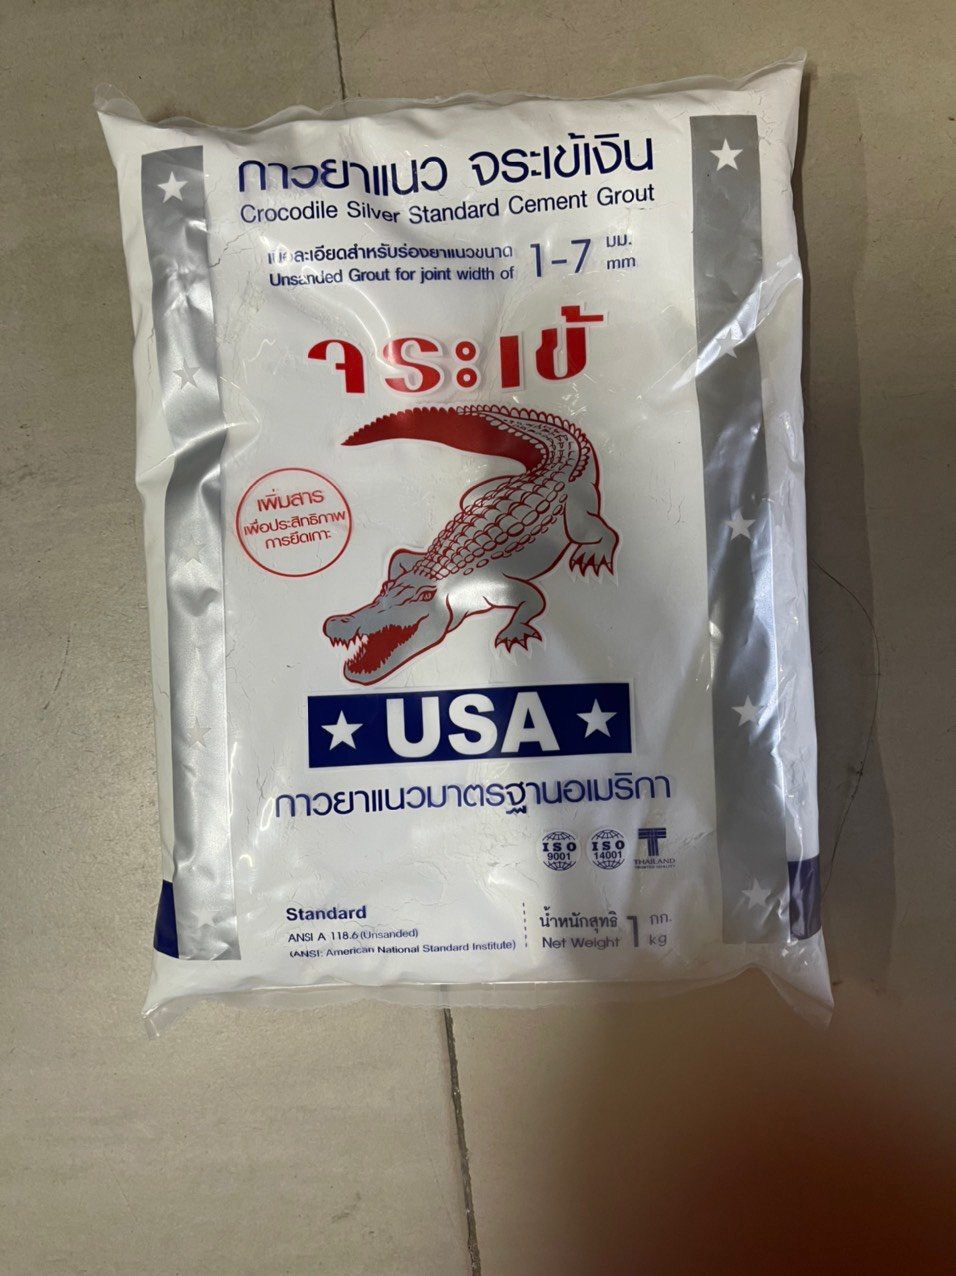 กาวยาแนว จระเข้เงิน
Crocodile Silver Standard Cement Grout
เนื้อละเอียดสำหรับร่องยาแนวขนาด 1-7 มม.
Unsanded Grout for joint width of mm
จระเข้
เพิ่มสาร
เพื่อประสิทธิภาพ
การยึดเกาะ
USA
กาวยาแนวมาตรฐานอเมริกา
ISO 9001
ISO 14001
T
THAILAND
TRUSTED QUALITY
Standard
ANSI A 118.6 (Unsanded)
(ANSI: American National Standard Institute)
น้ำหนักสุทธิ 1 กก.
Net Weight kg